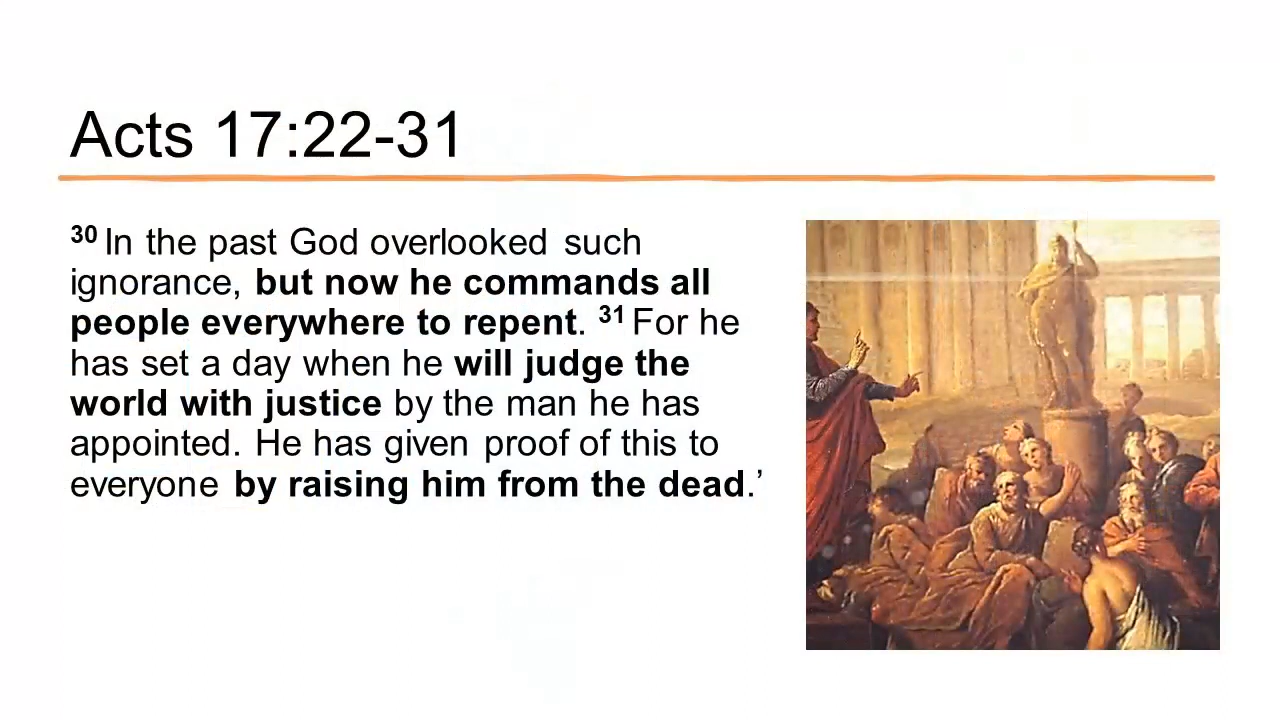 Acts 17:22-31
30 In the past God overlooked such
ignorance, but now he commands all
people everywhere to repent. 31 For he
has set a day when he will judge the
world with justice by the man he has
appointed. He has given proof of this to
everyone by raising him from the dead.’